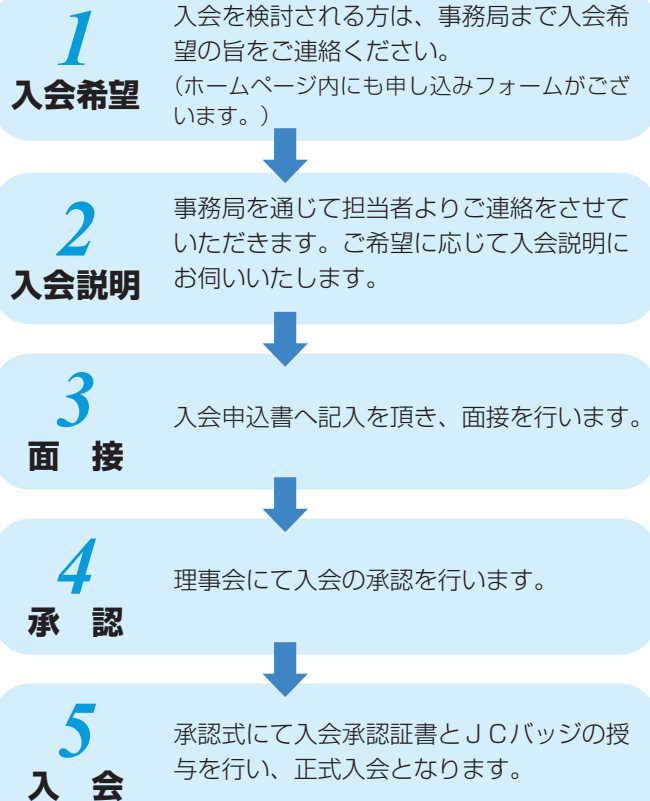 1
入会希望
入会を検討される方は、事務局まで入会希
望の旨をご連絡ください。
(ホームページ内にも申し込みフォームがござ
います。)
2
入会説明
事務局を通じて担当者よりご連絡をさせて
いただきます。ご希望に応じて入会説明に
お伺いいたします。
3
面　接
入会申込書へ記入を頂き、面接を行います。
4
承　認
理事会にて入会の承認を行います。
5
入　会
承認式にて入会承認証書とＪＣバッジの授
与を行い、正式入会となります。